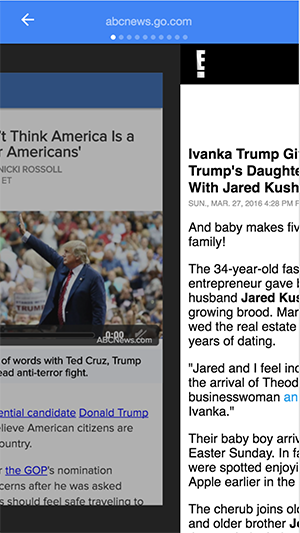 abcnews.go.com
't Think America Is a
r Americans'
NICKI ROSSOLL
ET
0:00
ABCNews.com
of words with Ted Cruz, Trump
ead anti-terror fight.
ential candidate Donald Trump
elieve American citizens are
ountry.
r the GOP's nomination
cerns after he was asked
s should feel safe traveling to
E!
Ivanka Trump Gi
Trump's Daughte
With Jared Kush
SUN., MAR. 27, 2016 4:28 PM F
And baby makes fiv
family!
The 34-year-old fas
entrepreneur gave b
husband Jared Kus
growing brood. Mar
wed the real estate
years of dating.
"Jared and I feel inc
the arrival of Theod
businesswoman an
Ivanka."
Their baby boy arriv
Easter Sunday. In fa
were spotted enjoyi
Apple earlier in the
The cherub joins old
and older brother Jo